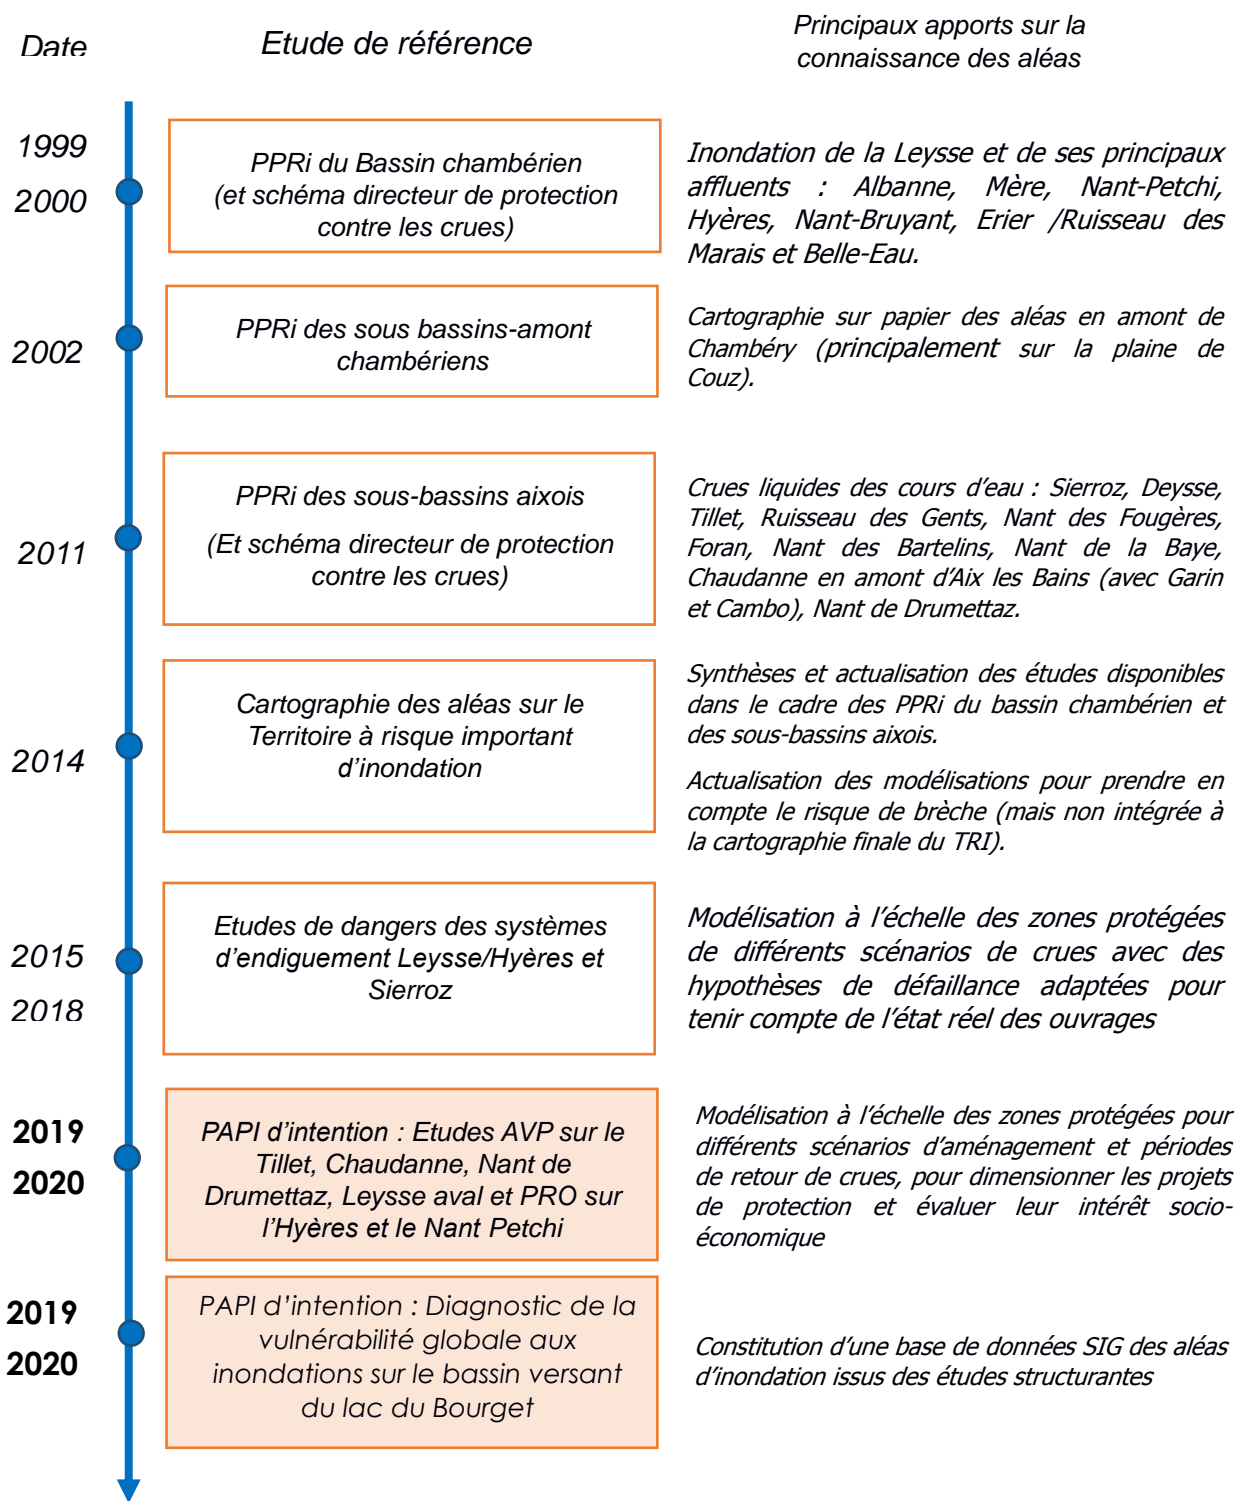 Date
Etude de référence
Principaux apports sur la
connaissance des aléas
1999
2000
PPRi du Bassin chambérien
(et schéma directeur de protection
contre les crues)
Inondation de la Leysse et de ses principaux
affluents : Albanne, Mère, Nant-Petchi,
Hyères, Nant-Bruyant, Erier /Ruisseau des
Marais et Belle-Eau.
2002
PPRi des sous bassins-amont
chambériens
Cartographie sur papier des aléas en amont de
Chambéry (principalement sur la plaine de
Couz).
2011
PPRi des sous-bassins aixois
(Et schéma directeur de protection
contre les crues)
Crues liquides des cours d’eau : Sierroz, Deysse,
Tillet, Ruisseau des Gents, Nant des Fougères,
Foran, Nant des Bartelins, Nant de la Baye,
Chaudanne en amont d’Aix les Bains (avec Garin
et Cambo), Nant de Drumettaz.
2014
Cartographie des aléas sur le
Territoire à risque important
d’inondation
Synthèses et actualisation des études disponibles
dans le cadre des PPRi du bassin chambérien et
des sous-bassins aixois.
Actualisation des modélisations pour prendre en
compte le risque de brèche (mais non intégrée à
la cartographie finale du TRI).
2015
2018
Etudes de dangers des systèmes
d’endiguement Leysse/Hyères et
Sierroz
Modélisation à l’échelle des zones protégées
de différents scénarios de crues avec des
hypothèses de défaillance adaptées pour
tenir compte de l’état réel des ouvrages
2019
2020
PAPI d’intention : Etudes AVP sur le
Tillet, Chaudanne, Nant de
Drumettaz, Leysse aval et PRO sur
l’Hyères et le Nant Petchi
Modélisation à l’échelle des zones protégées pour
différents scénarios d’aménagement et périodes
de retour de crues, pour dimensionner les projets
de protection et évaluer leur intérêt socio-
économique
2019
2020
PAPI d’intention : Diagnostic de la
vulnérabilité globale aux
inondations sur le bassin versant
du lac du Bourget
Constitution d’une base de données SIG des aléas
d’inondation issus des études structurantes